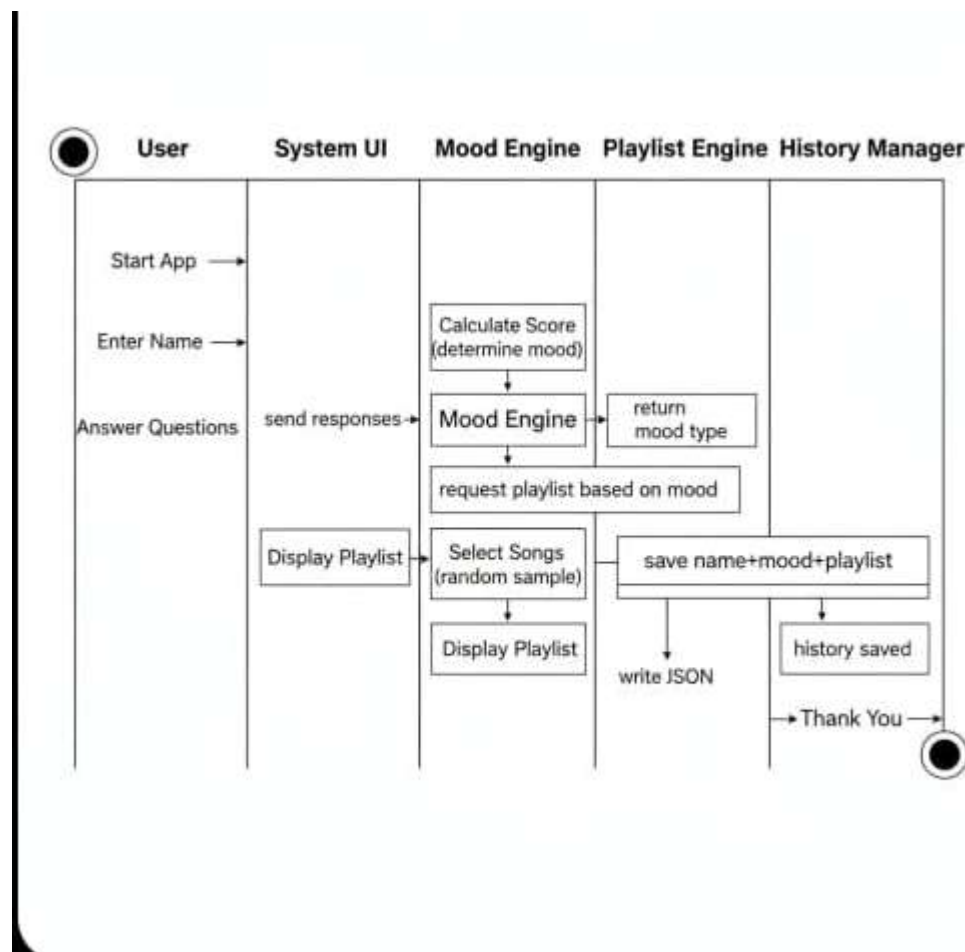 User System UI Mood Engine Playlist Engine History Manager
Start App
Enter Name
Calculate Score
(determine mood)
Answer Questions
send responses
Mood Engine
return
mood type
request playlist based on mood
Display Playlist
Select Songs
(random sample)
save name+mood+playlist
Display Playlist
write JSON
history saved
Thank You